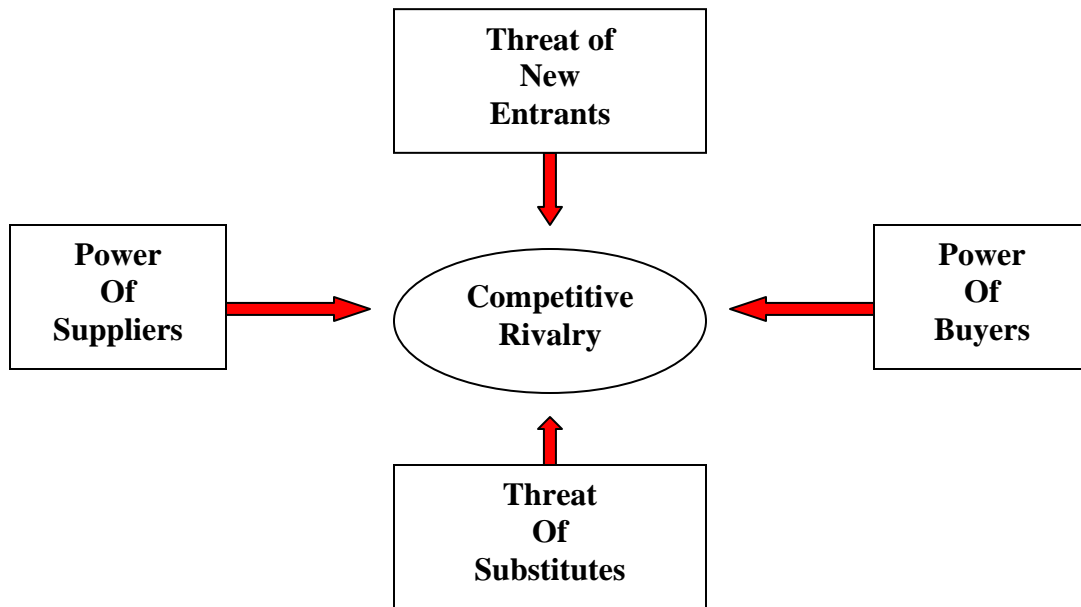 Threat of
New
Entrants
Power
Of
Suppliers
Competitive
Rivalry
Power
Of
Buyers
Threat
Of
Substitutes